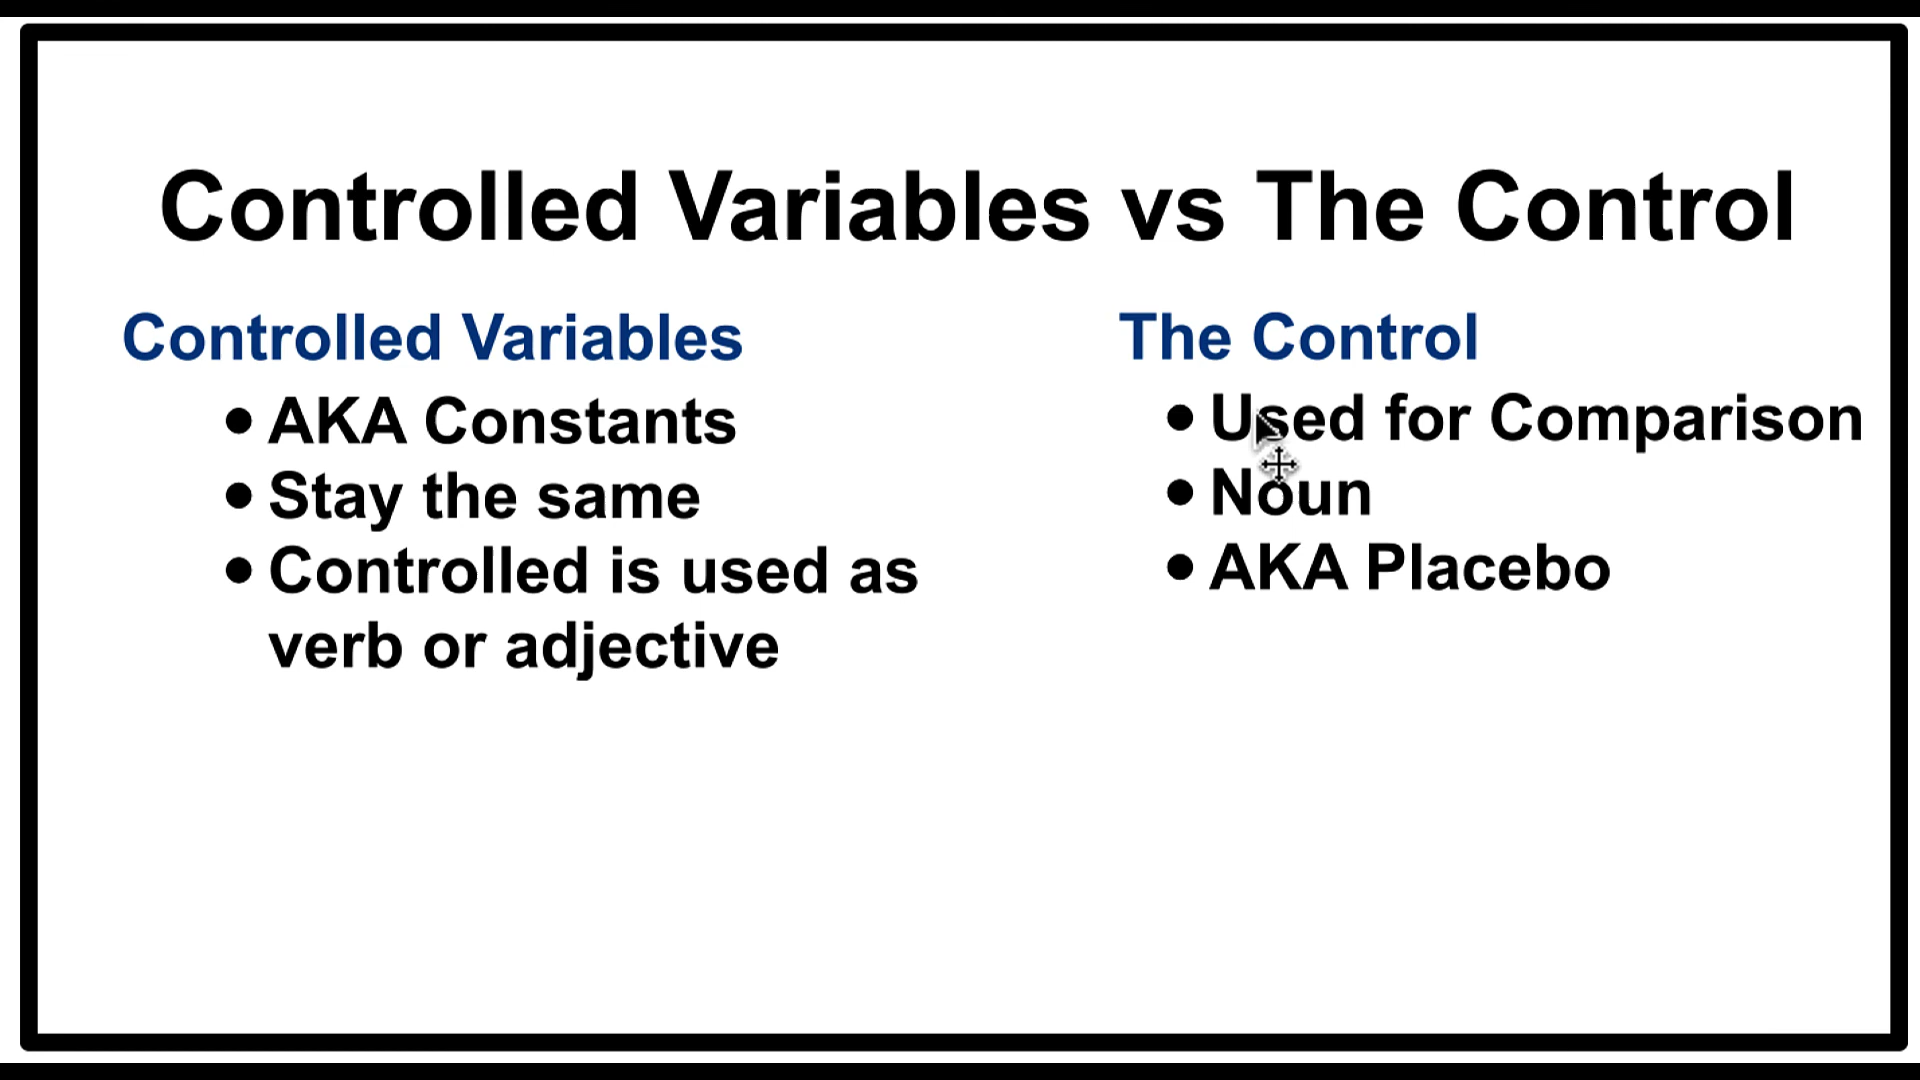 Controlled Variables vs The Control
Controlled Variables
• AKA Constants
• Stay the same
• Controlled is used as
verb or adjective
The Control
• Used for Comparison
• Noun
• AKA Placebo